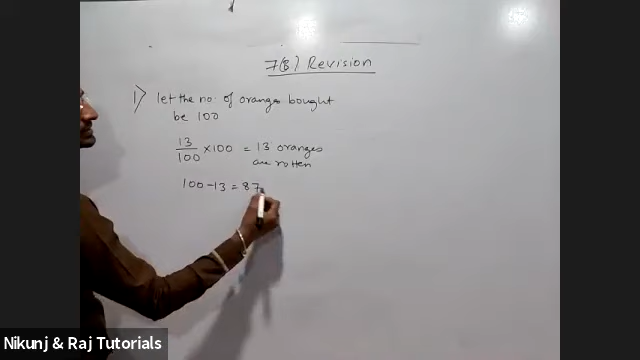 7(B) Revision
1) let the no. of oranges bought
be 100
13/100 × 100 = 13 oranges
are rotten
100 - 13 = 87
Nikunj & Raj Tutorials